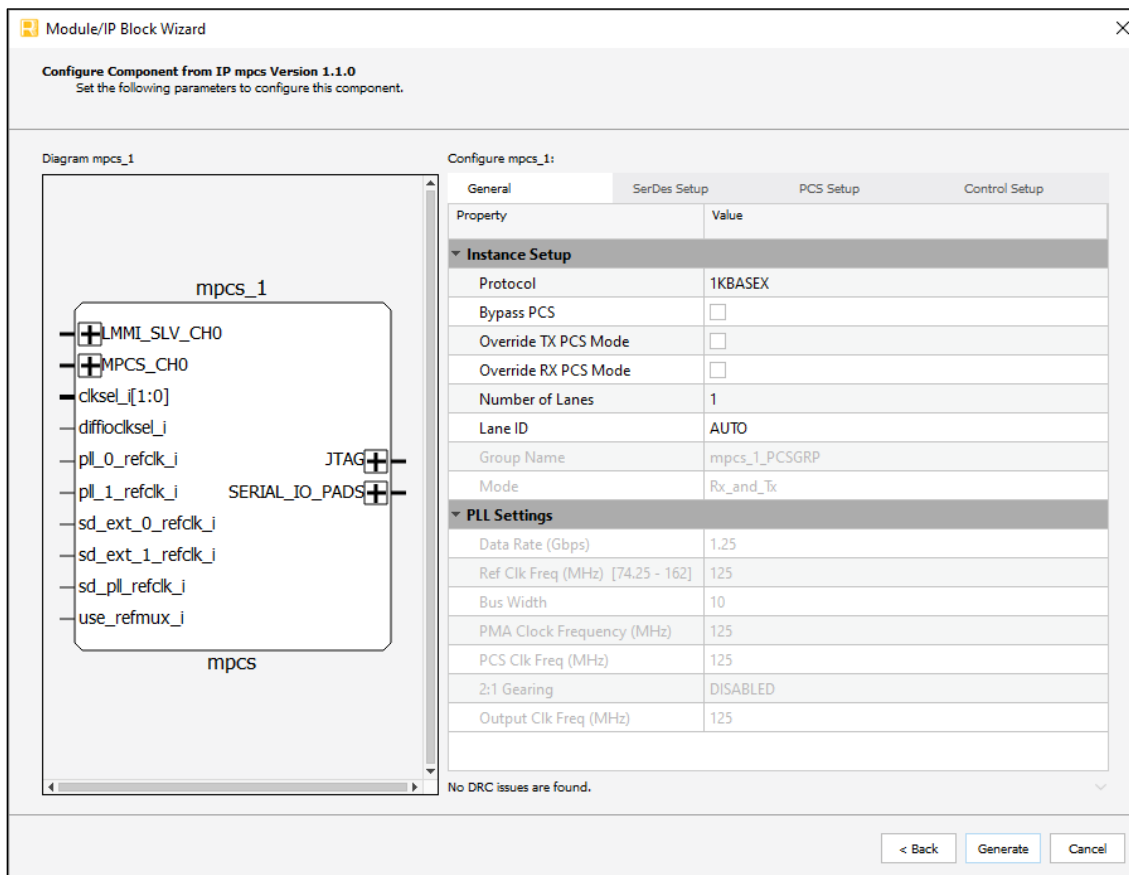 Module/IP Block Wizard
Configure Component from IP mpcs Version 1.1.0
Set the following parameters to configure this component.
Diagram mpcs_1
mpcs_1
LMMI_SLV_CH0
MPCS_CH0
clksel_i[1:0]
diffioclksel_i
pll_0_refclk_i
JTAG
pll_1_refclk_i
SERIAL_IO_PADS
sd_ext_0_refclk_i
sd_ext_1_refclk_i
sd_pll_refclk_i
use_refmux_i
mpcs
Configure mpcs_1:
General SerDes Setup PCS Setup Control Setup
Property Value
Instance Setup
Protocol 1KBASEX
Bypass PCS
Override TX PCS Mode
Override RX PCS Mode
Number of Lanes 1
Lane ID AUTO
Group Name mpcs_1_PCSGRP
Mode Rx_and_Tx
PLL Settings
Data Rate (Gbps) 1.25
Ref Clk Freq (MHz) [74.25 - 162] 125
Bus Width 10
PMA Clock Frequency (MHz) 125
PCS Clk Freq (MHz) 125
2:1 Gearing DISABLED
Output Clk Freq (MHz) 125
No DRC issues are found.
< Back Generate Cancel